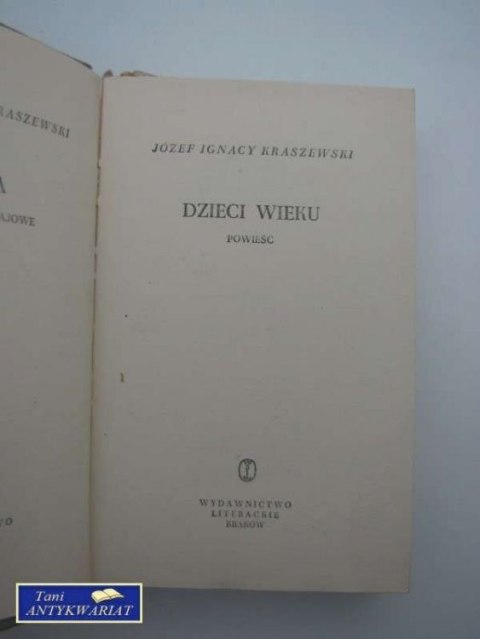 RASZEWSKI
A
AJOWE
JÓZEF IGNACY KRASZEWSKI
DZIECI WIEKU
POWIEŚĆ
WYDAWNICTWO
LITERACKIE
KRAKÓW
Tani
ANTYKWARIAT